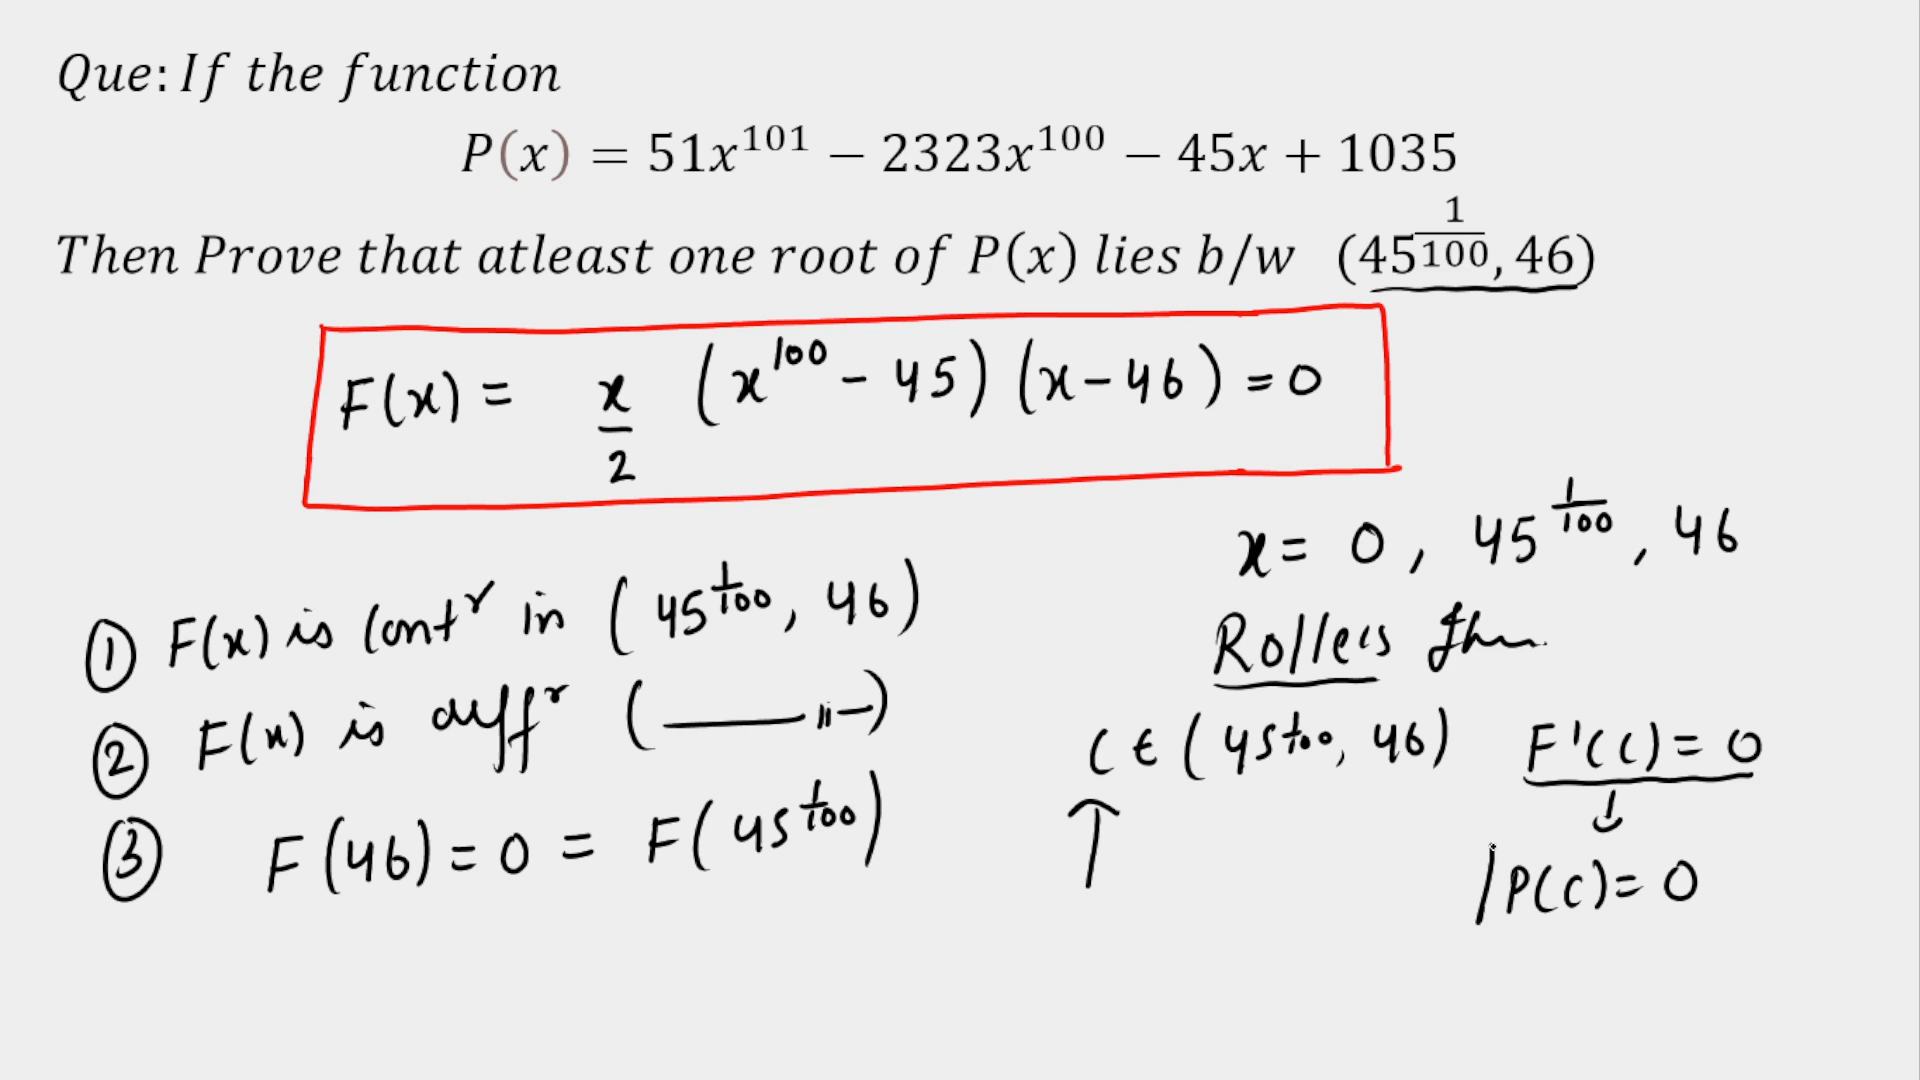 Que: If the function
P(x) = 51x^101 − 2323x^100 − 45x + 1035
Then Prove that atleast one root of P(x) lies b/w (45^(1/100), 46)
F(x) = x/2 (x^100 - 45) (x - 46) = 0
x = 0, 45^(1/100), 46
① F(x) is cont^r in (45^(1/100), 46)
Rolle's thm
② F(x) is diff^r (——〃—)
C ∈ (45^(1/100), 46) F'(C) = 0
③ F(46) = 0 = F(45^(1/100))
P(C) = 0